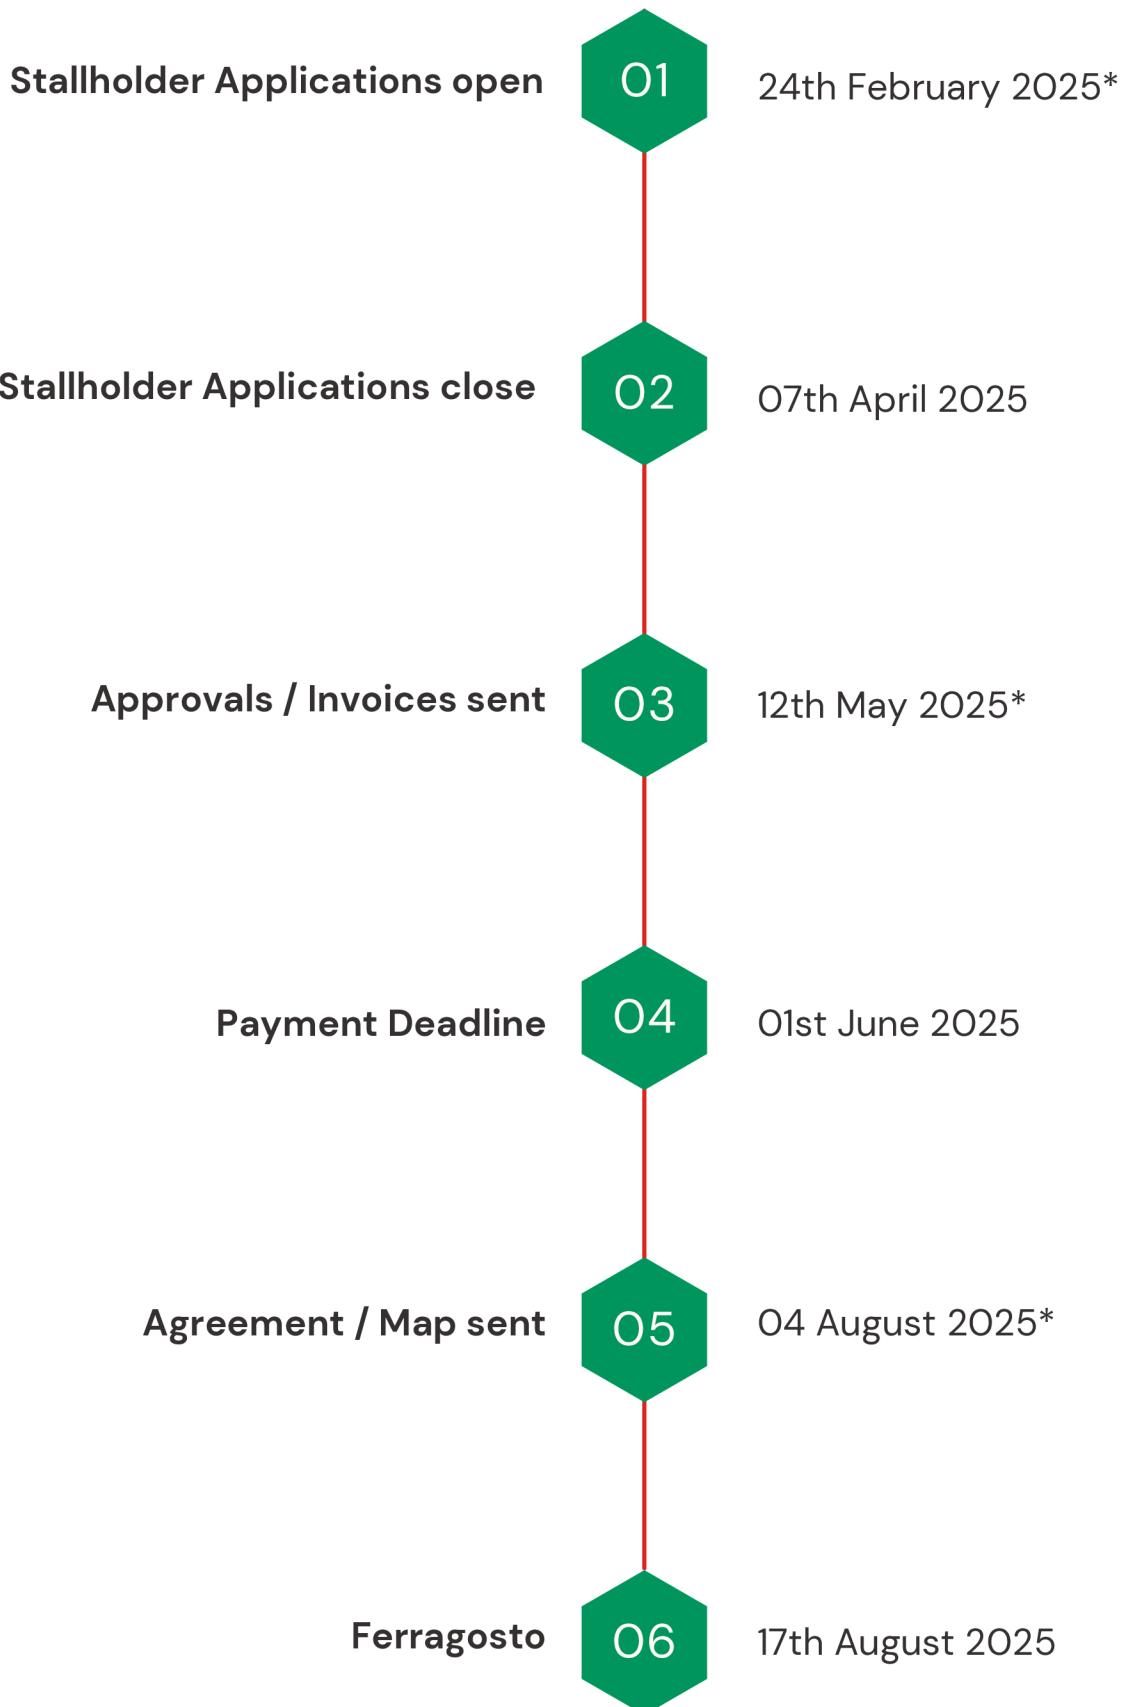 Stallholder Applications open 01 24th February 2025*
Stallholder Applications close 02 07th April 2025
Approvals / Invoices sent 03 12th May 2025*
Payment Deadline 04 01st June 2025
Agreement / Map sent 05 04 August 2025*
Ferragosto 06 17th August 2025